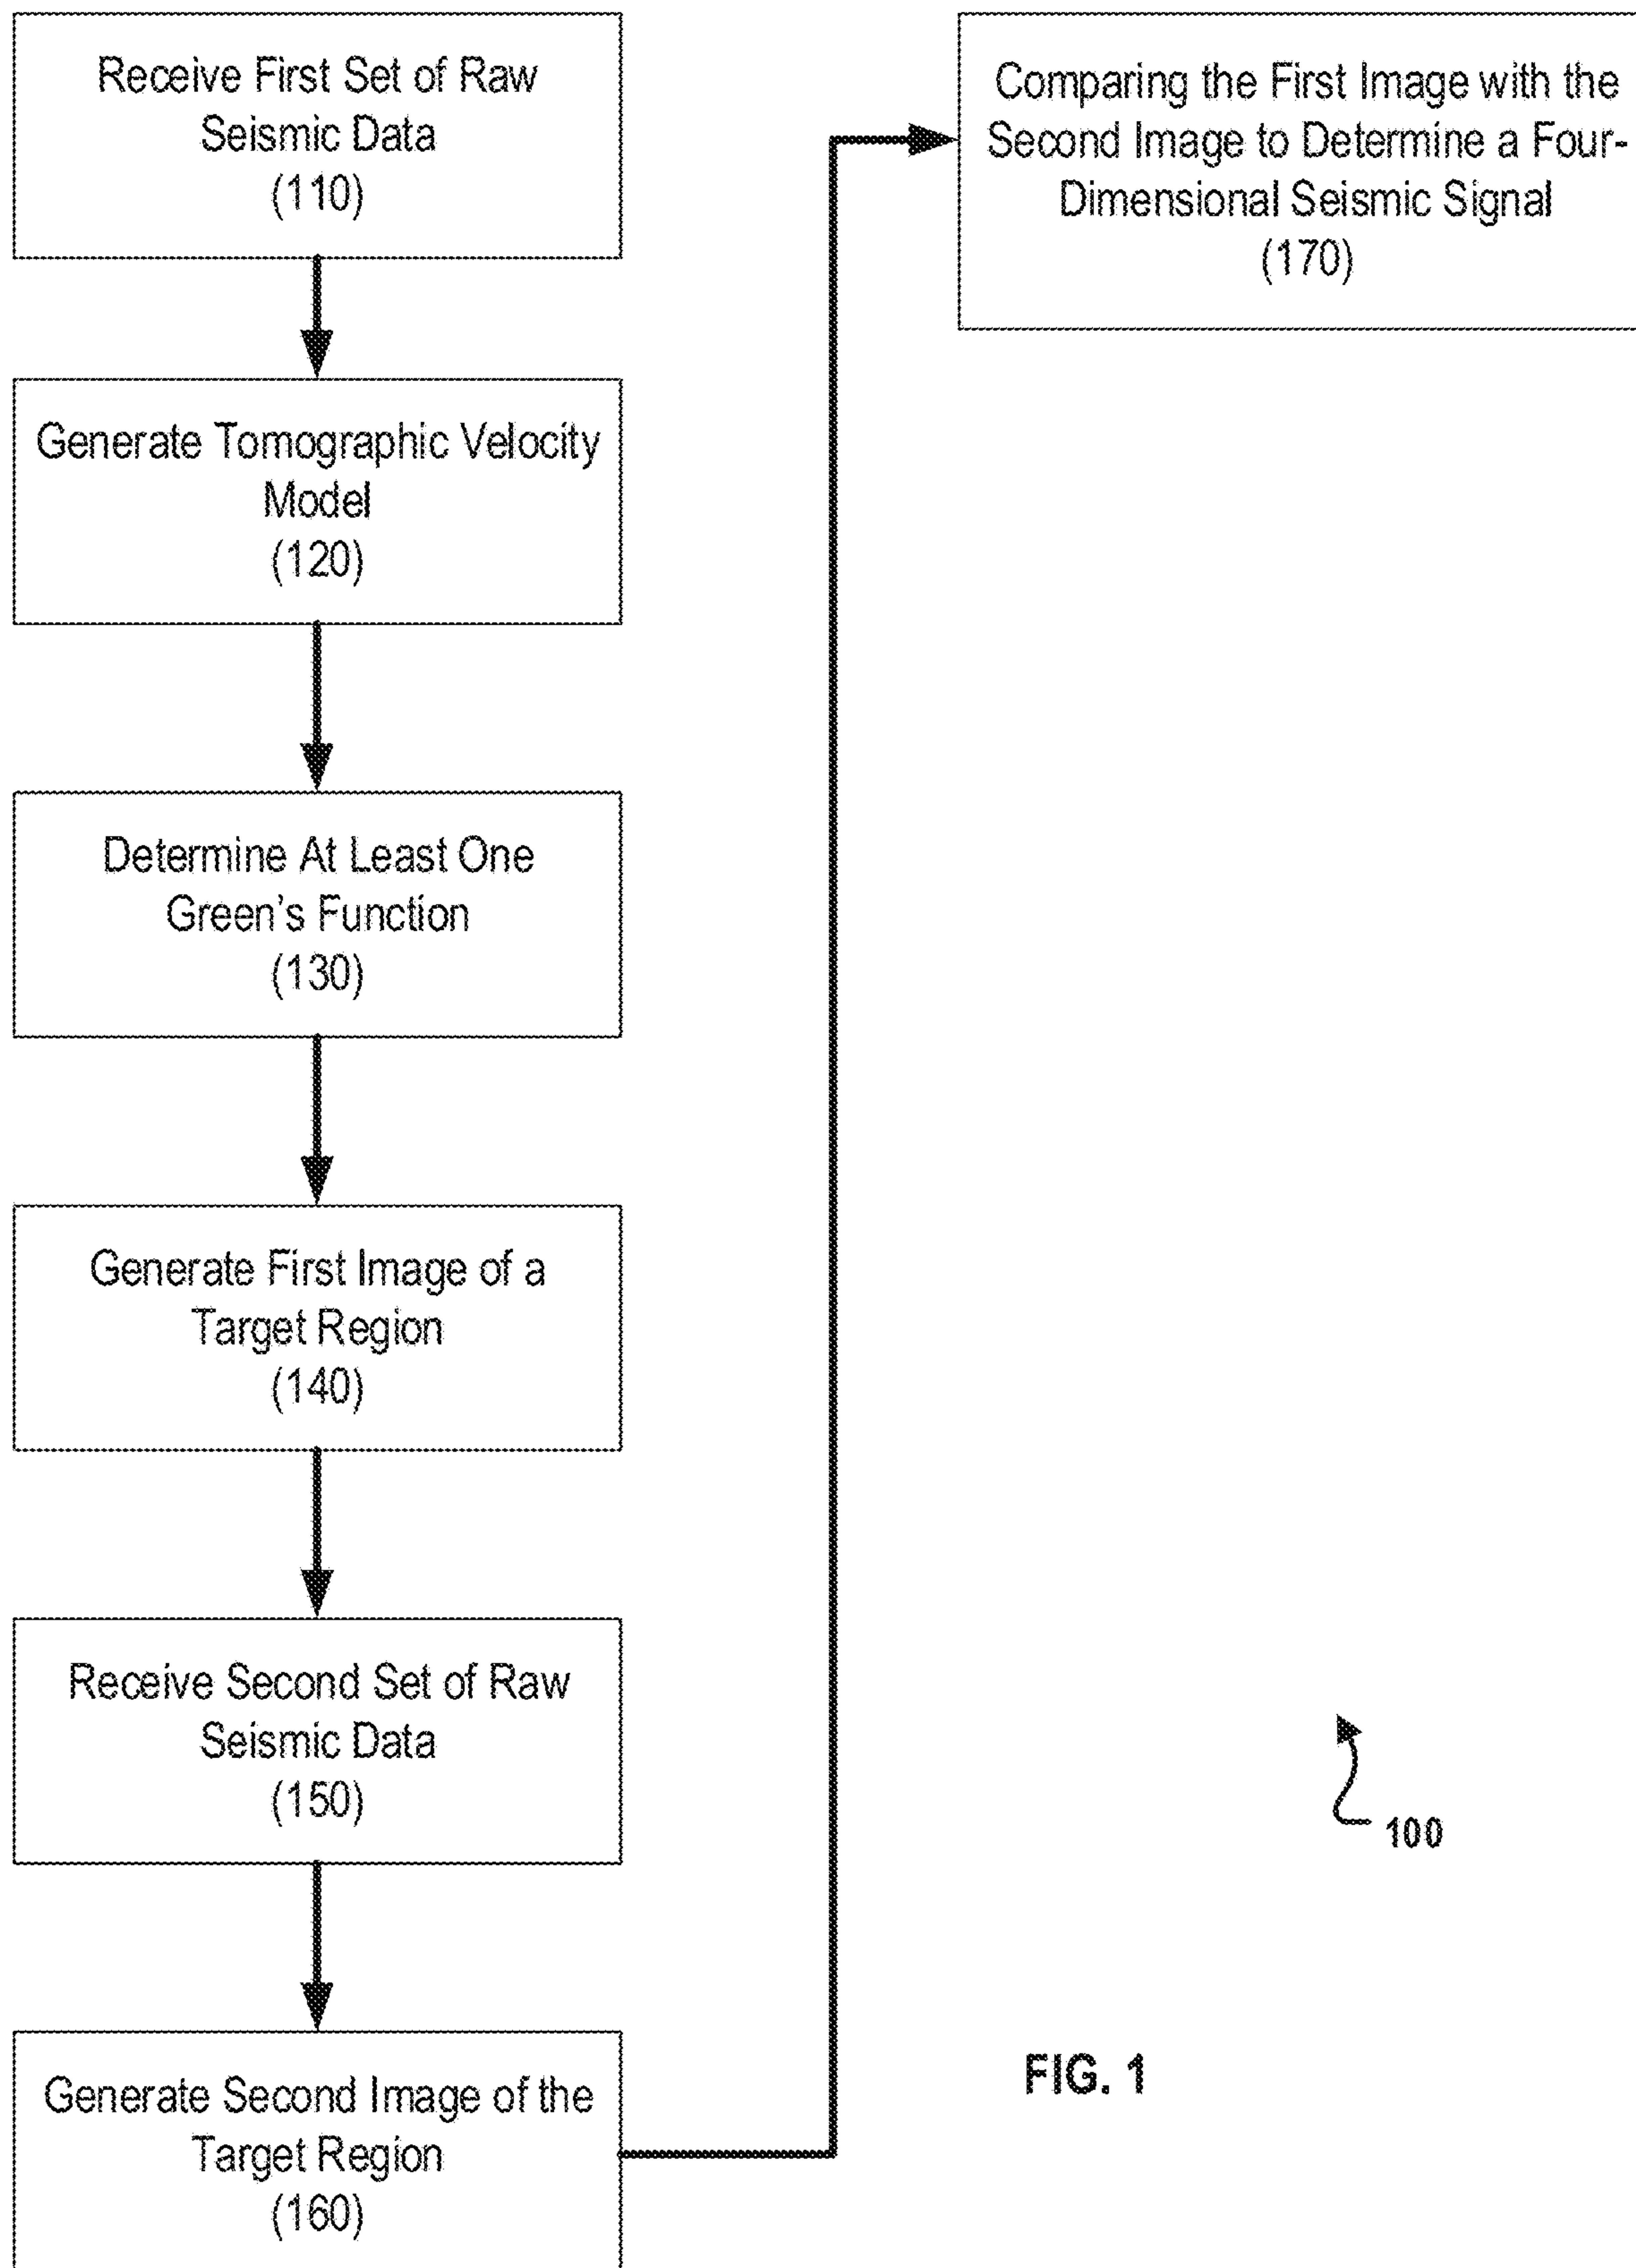 Receive First Set of Raw
Seismic Data
(110)
Generate Tomographic Velocity
Model
(120)
Determine At Least One
Green's Function
(130)
Generate First Image of a
Target Region
(140)
Receive Second Set of Raw
Seismic Data
(150)
Generate Second Image of the
Target Region
(160)
Comparing the First Image with the
Second Image to Determine a Four-
Dimensional Seismic Signal
(170)
100
FIG. 1